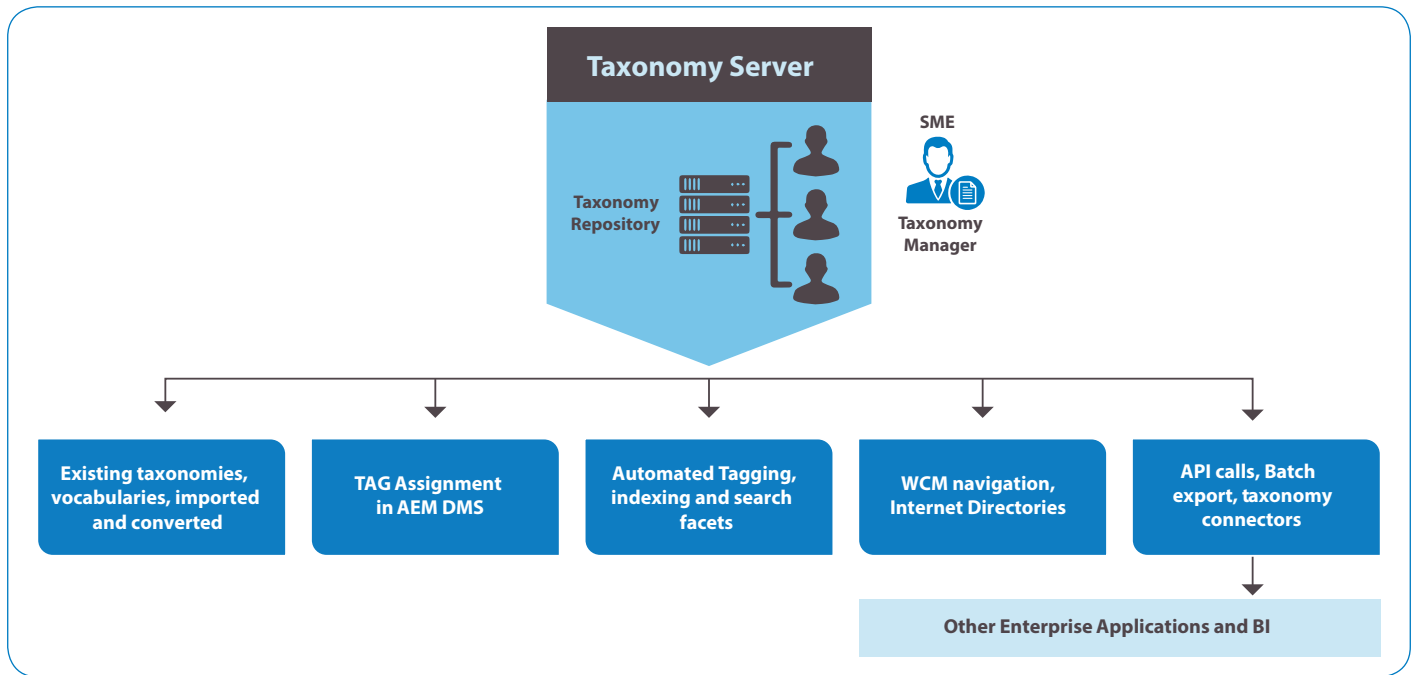 Taxonomy Server
SME
Taxonomy
Repository
Taxonomy
Manager
Existing taxonomies,
vocabularies, imported
and converted
TAG Assignment
in AEM DMS
Automated Tagging,
indexing and search
facets
WCM navigation,
Internet Directories
API calls, Batch
export, taxonomy
connectors
Other Enterprise Applications and BI